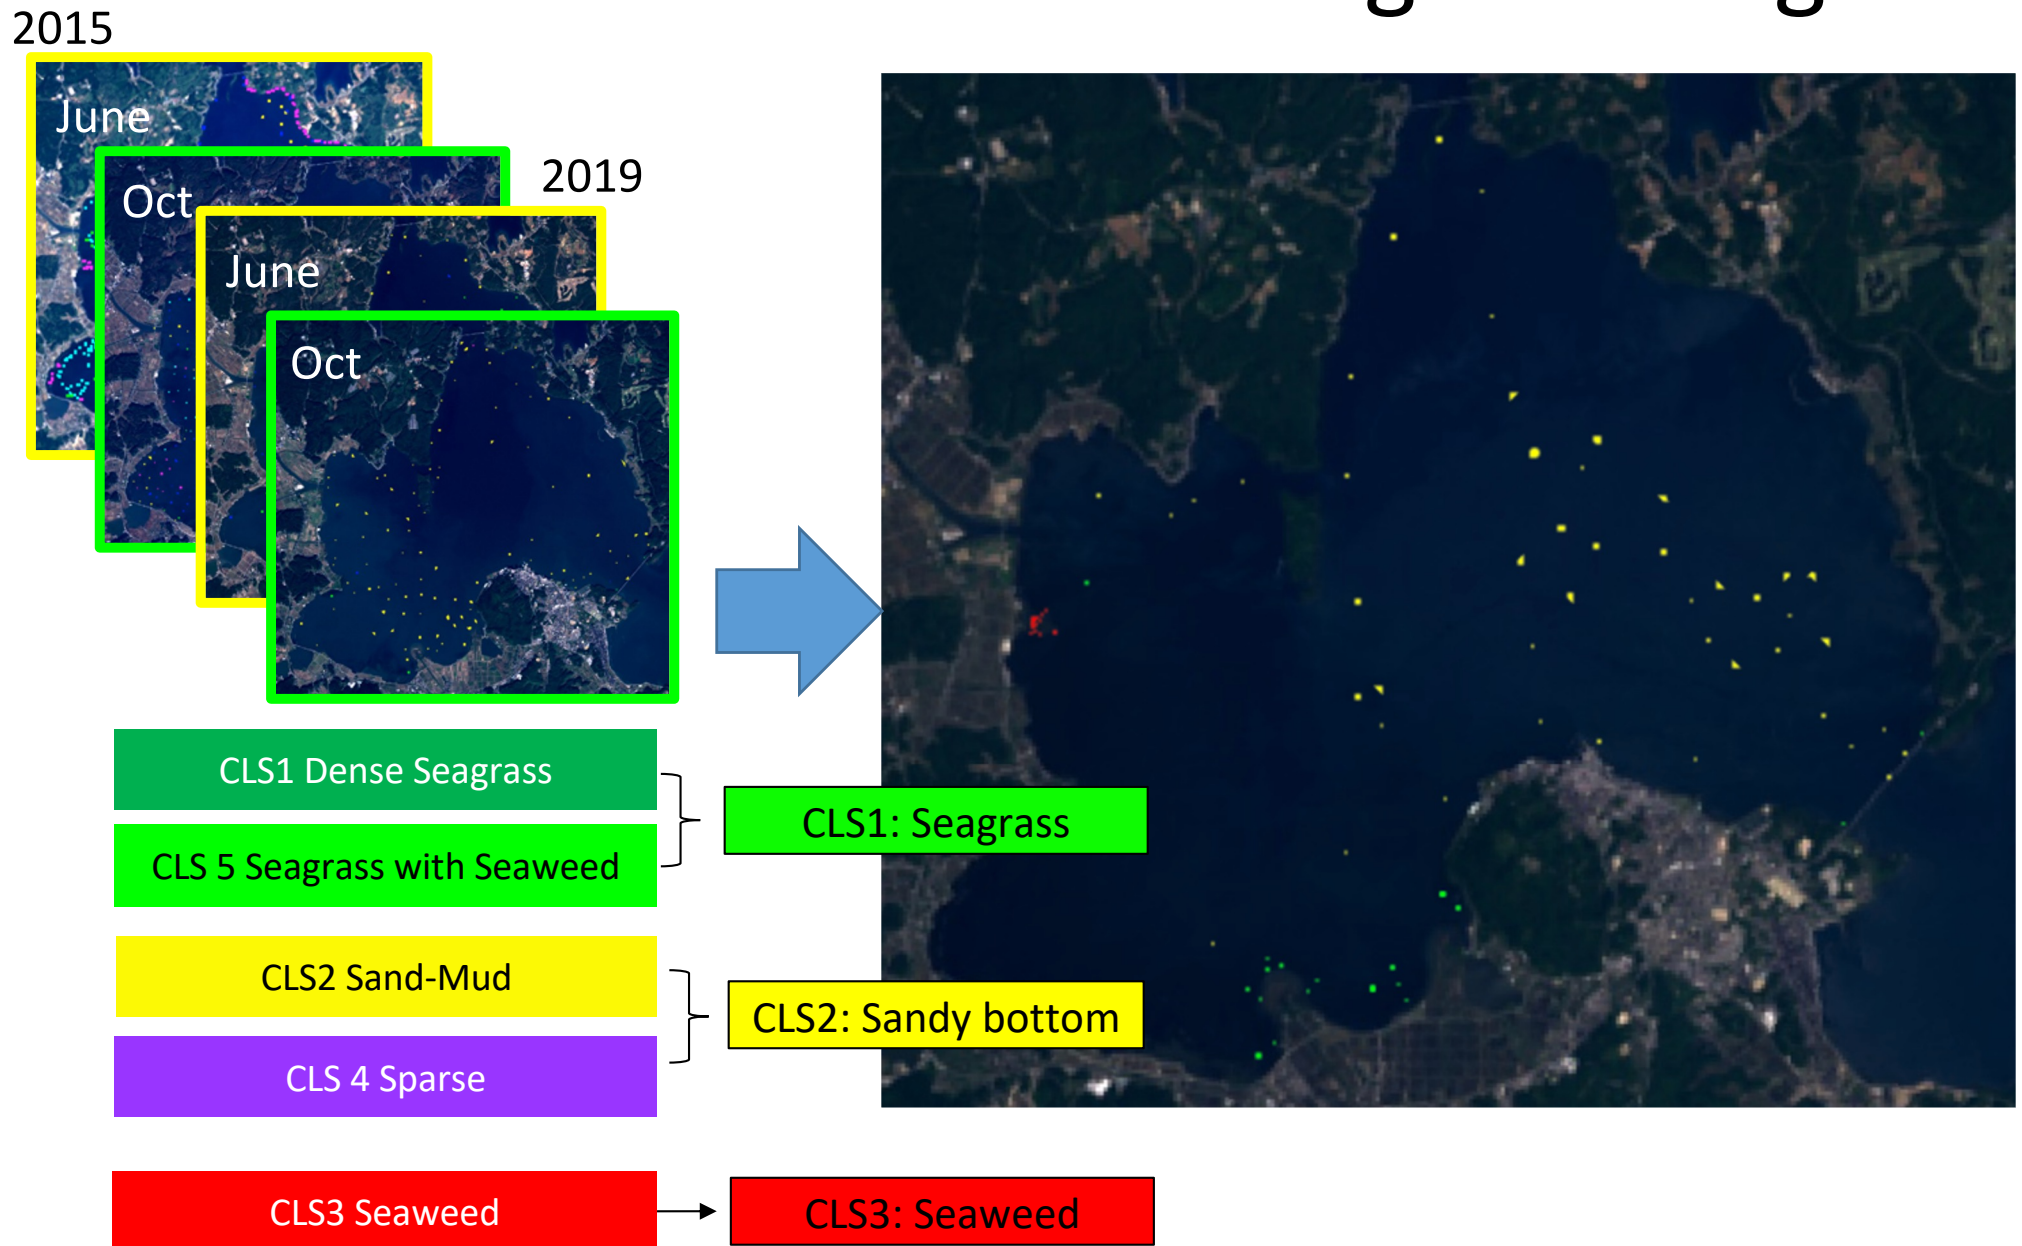 2015
June
Oct
2019
June
Oct
CLS1 Dense Seagrass
CLS 5 Seagrass with Seaweed
CLS1: Seagrass
CLS2 Sand-Mud
CLS 4 Sparse
CLS2: Sandy bottom
CLS3 Seaweed
CLS3: Seaweed